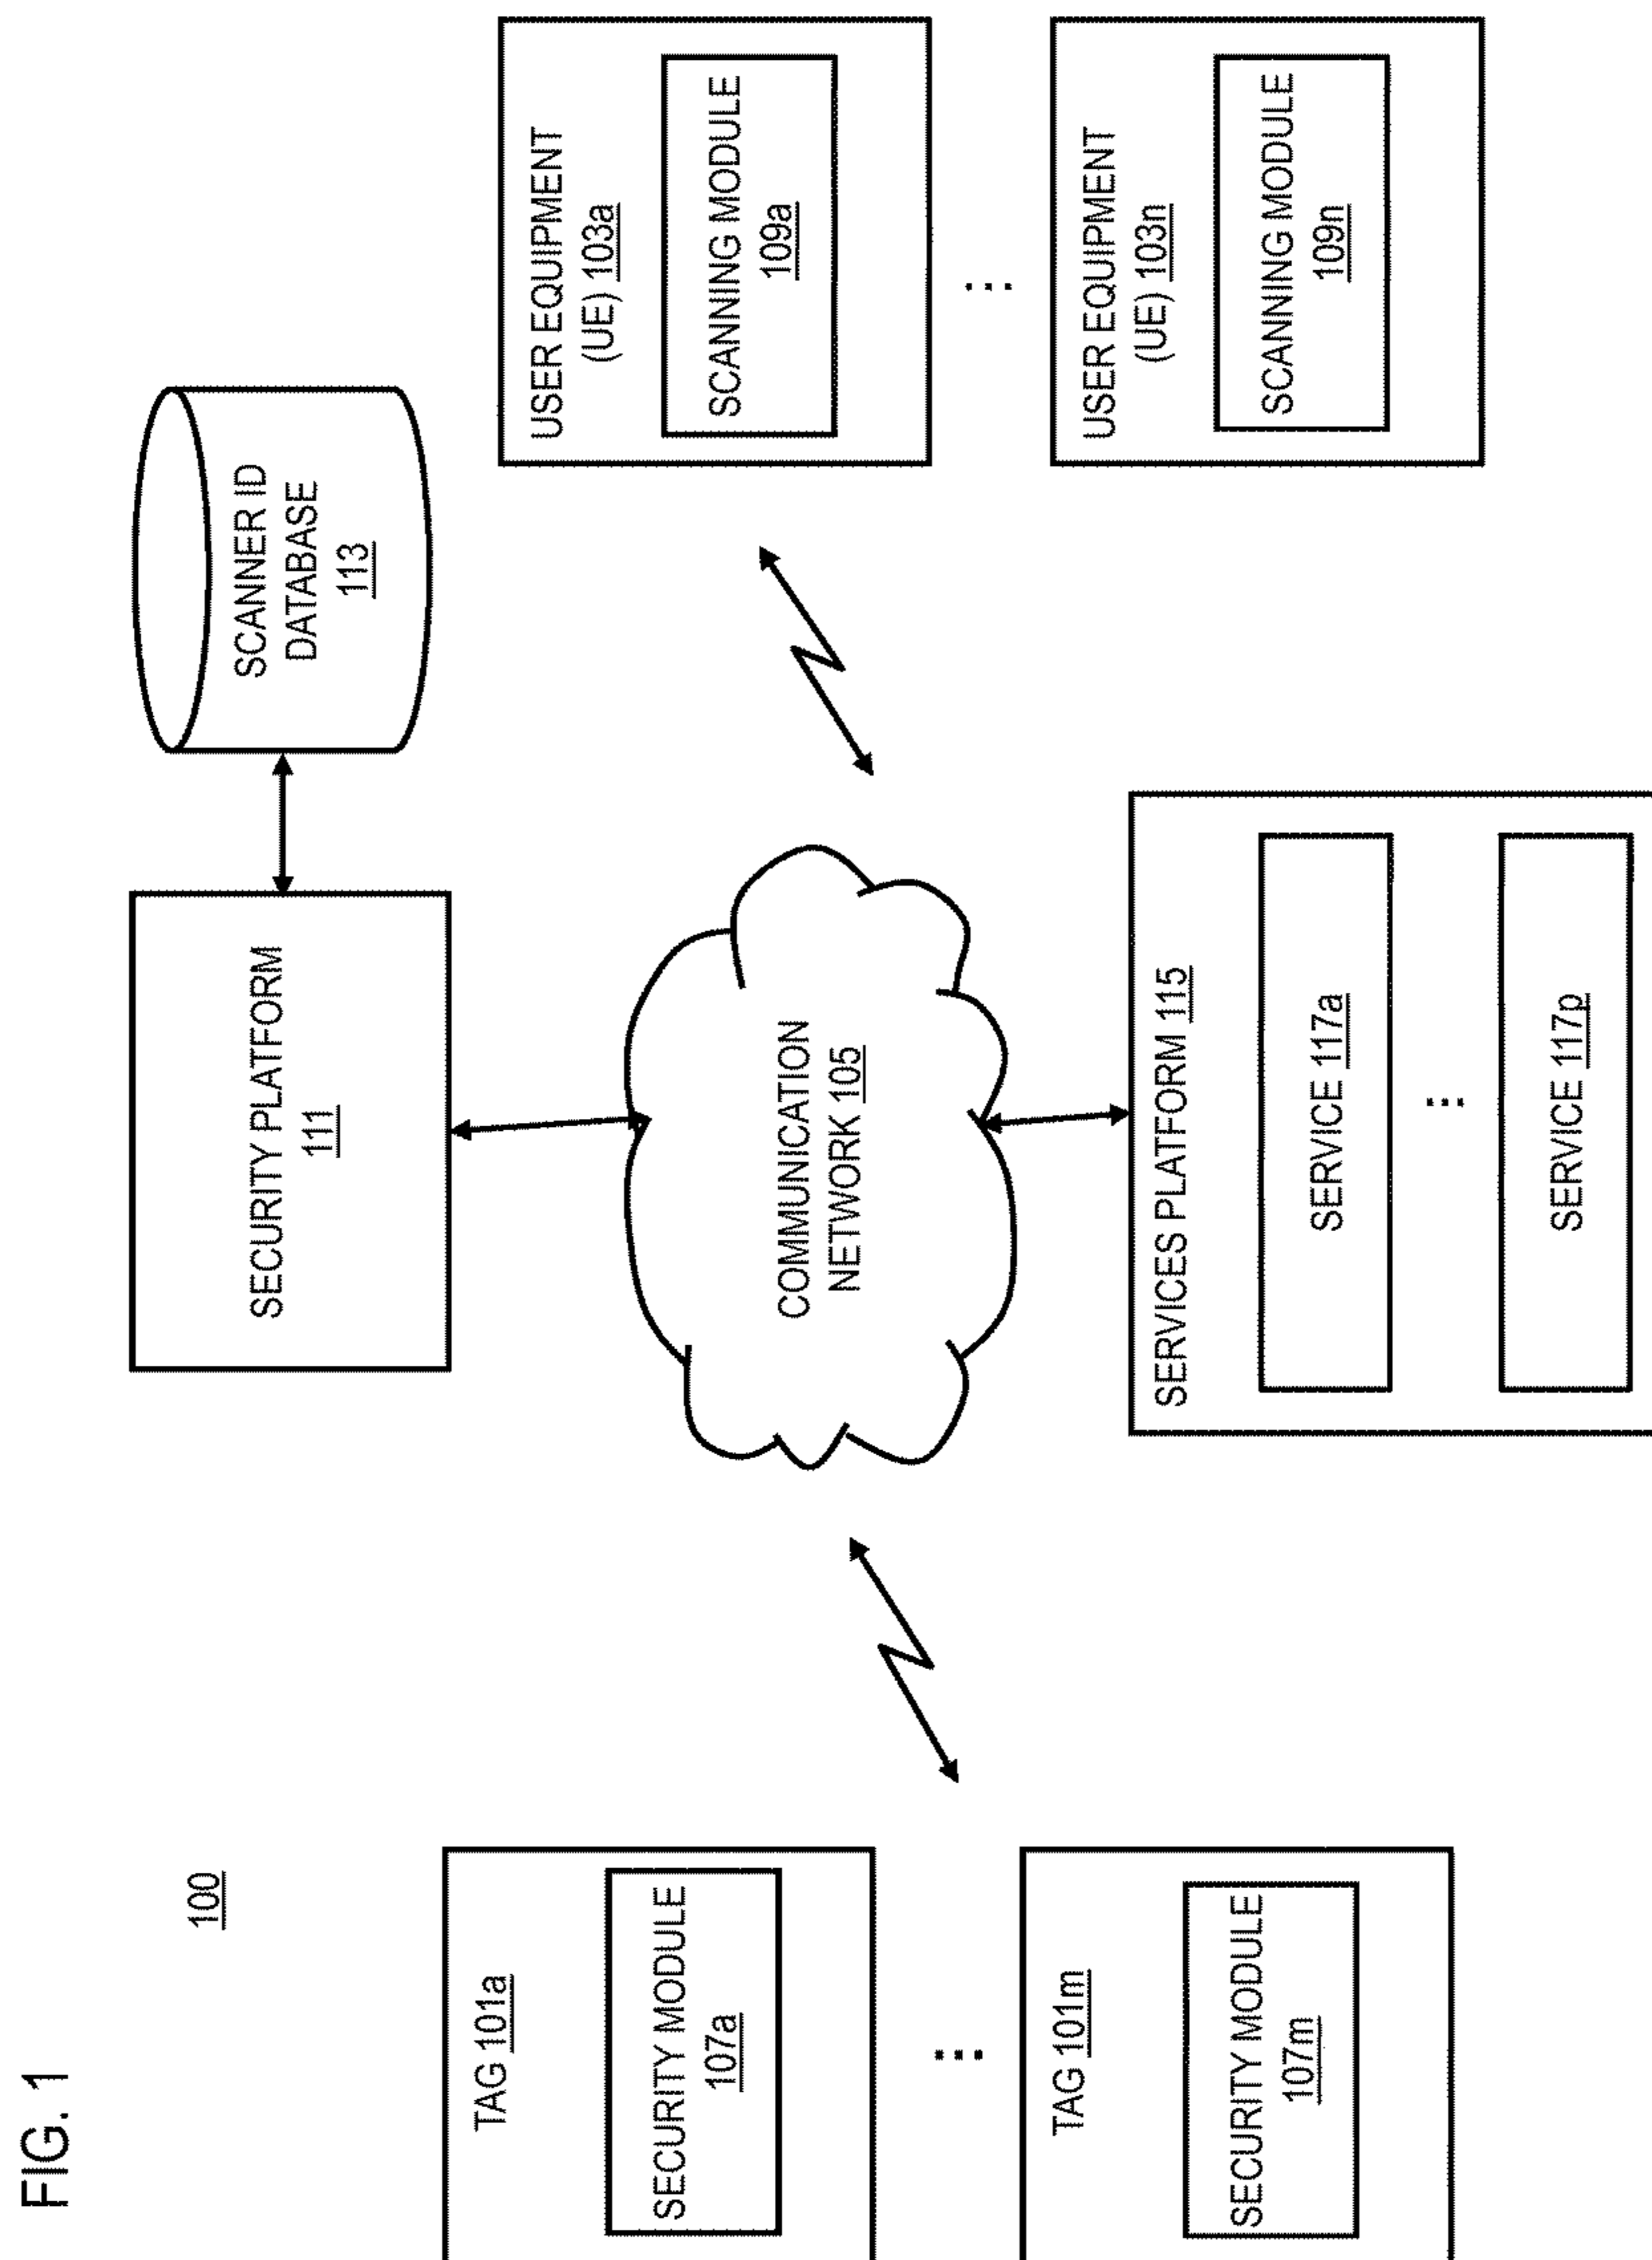 FIG. 1
100
TAG 101a
SECURITY MODULE
107a
...
TAG 101m
SECURITY MODULE
107m
SECURITY PLATFORM
111
SCANNER ID
DATABASE
113
COMMUNICATION
NETWORK 105
SERVICES PLATFORM 115
SERVICE 117a
...
SERVICE 117p
USER EQUIPMENT
(UE) 103a
SCANNING MODULE
109a
...
USER EQUIPMENT
(UE) 103n
SCANNING MODULE
109n